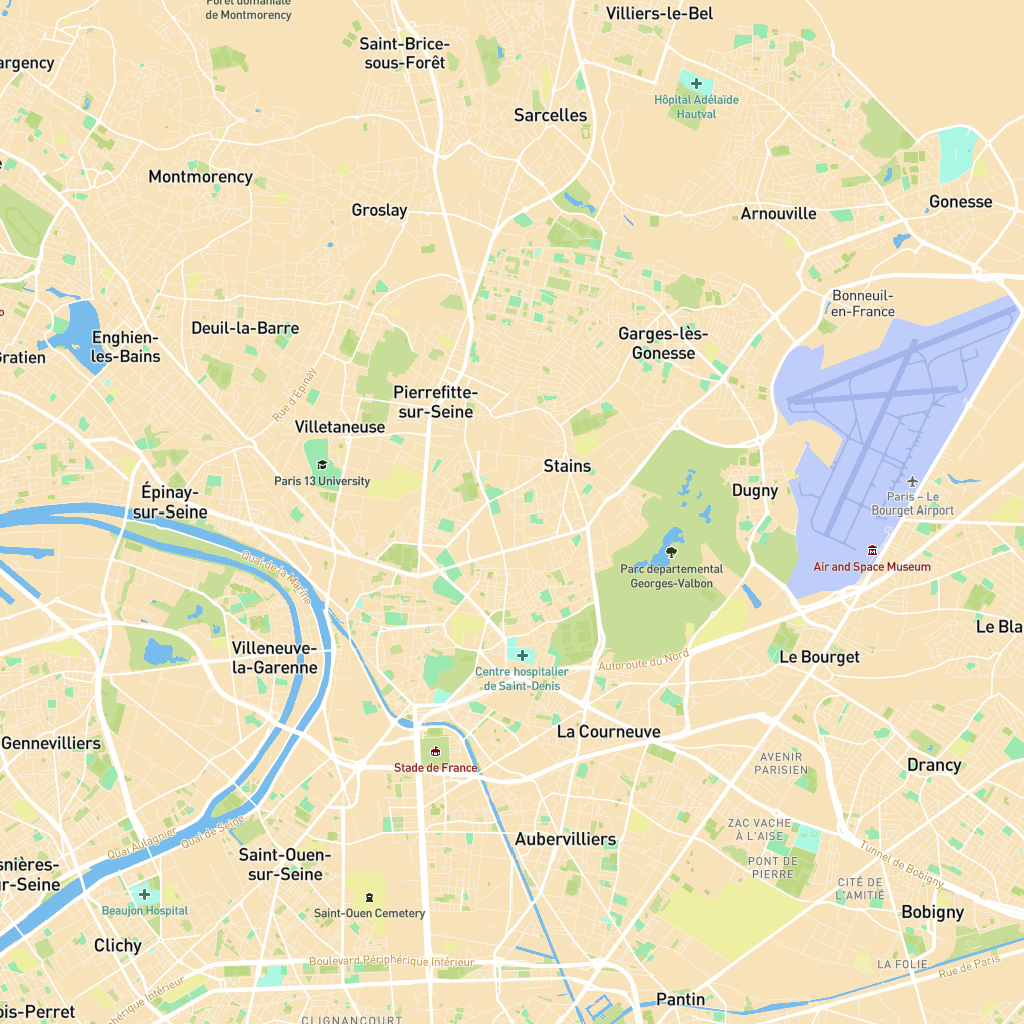 Forêt domaniale
de Montmorency
Villiers-le-Bel
Saint-Brice-
sous-Forêt
argency
Hôpital Adélaïde
Hautval
Sarcelles
Montmorency
Groslay
Arnouville
Gonesse
Bonneuil-
en-France
Enghien-
les-Bains
Deuil-la-Barre
Garges-lès-
Gonesse
Gratien
Rue d'Épinay
Pierrefitte-
sur-Seine
Villetaneuse
Paris 13 University
Stains
Dugny
Épinay-
sur-Seine
Paris – Le
Bourget Airport
Quai de la Marine
Parc departemental
Georges-Valbon
Air and Space Museum
Le Bla
Villeneuve-
la-Garenne
Centre hospitalier
de Saint-Denis
Autoroute du Nord
Le Bourget
Gennevilliers
La Courneuve
Stade de France
AVENIR
PARISIEN
Drancy
ZAC VACHE
À L'AISE
Quai Aulagnier
Quai de Seine
Aubervilliers
Tunnel de Bobigny
PONT DE
PIERRE
Saint-Ouen-
sur-Seine
snières-
ur-Seine
CITÉ DE
L'AMITIÉ
Beaujon Hospital
Saint-Ouen Cemetery
Bobigny
Clichy
Boulevard Périphérique Intérieur
LA FOLIE
Rue de Paris
phérique Intérieur
Pantin
ois-Perret
CLIGNANCOURT